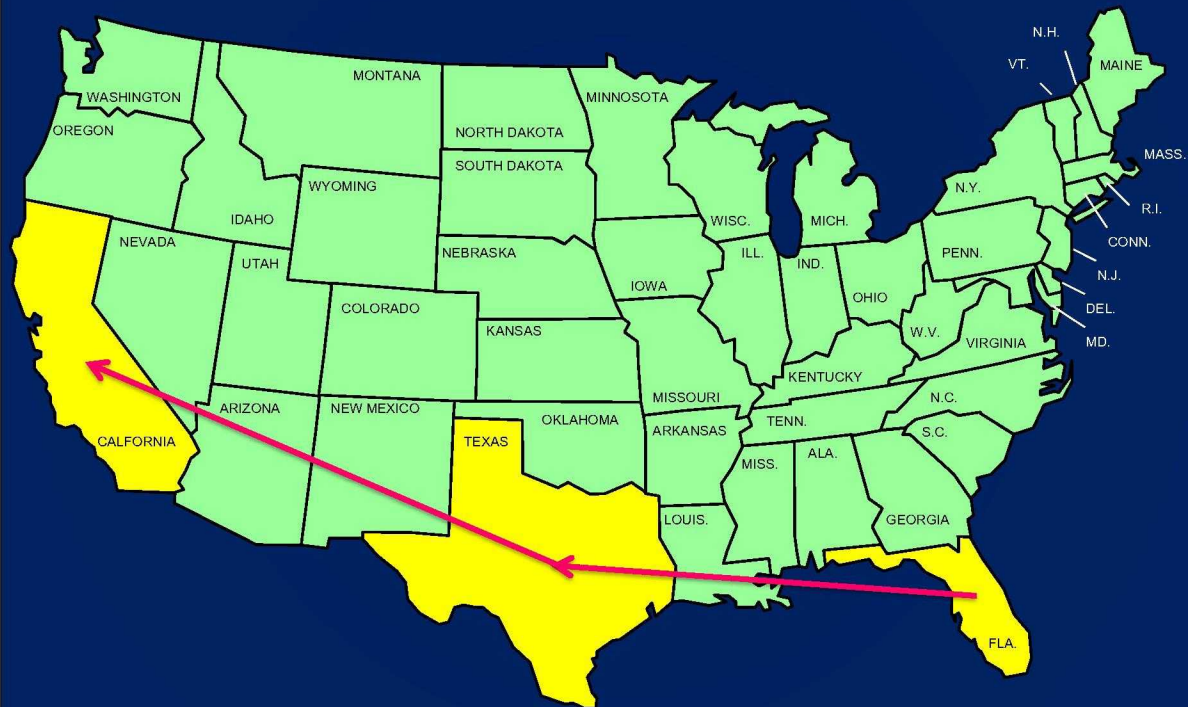 N.H.
VT.
MAINE
MONTANA
WASHINGTON
MINNOSOTA
OREGON
NORTH DAKOTA
MASS.
SOUTH DAKOTA
WYOMING
N.Y.
R.I.
IDAHO
WISC.
MICH.
NEVADA
CONN.
NEBRASKA
ILL.
PENN.
UTAH
IND.
N.J.
IOWA
OHIO
COLORADO
DEL.
KANSAS
W.V.
VIRGINIA
MD.
KENTUCKY
MISSOURI
N.C.
ARIZONA
NEW MEXICO
OKLAHOMA
TENN.
ARKANSAS
S.C.
CALFORNIA
TEXAS
ALA.
MISS.
LOUIS.
GEORGIA
FLA.